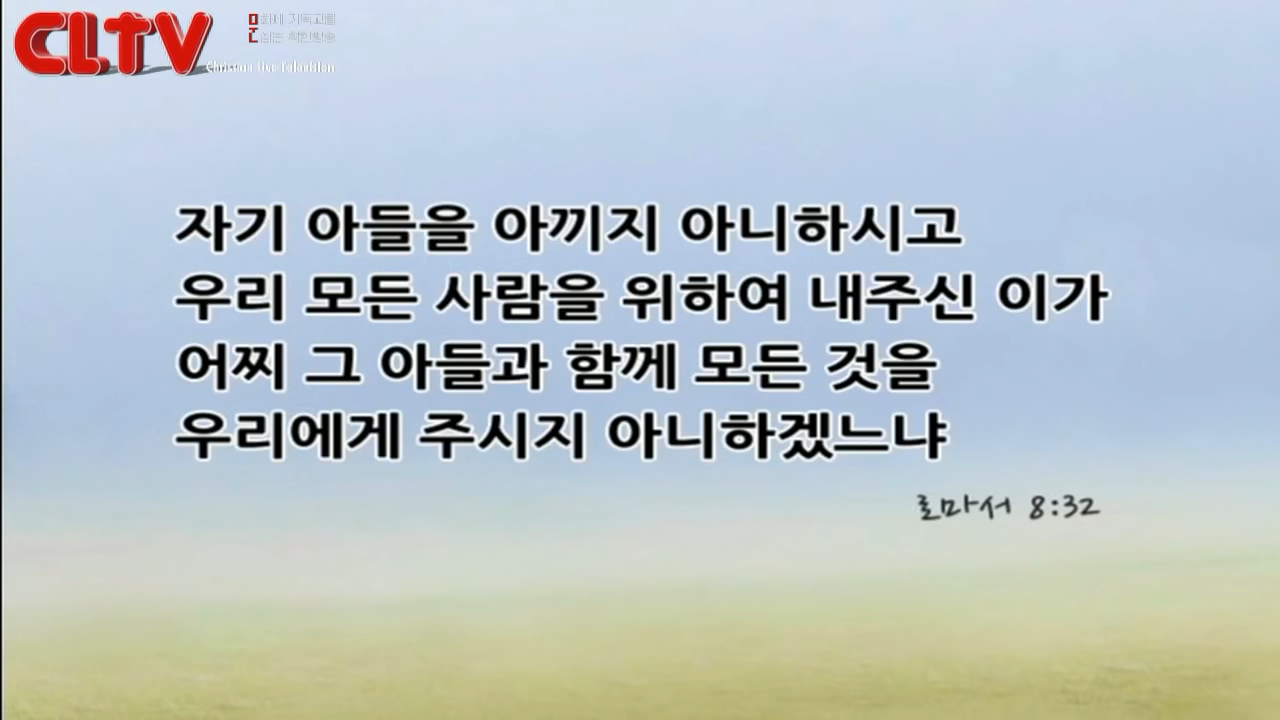 CLTV
Christian Live Television
자기 아들을 아끼지 아니하시고
우리 모든 사람을 위하여 내주신 이가
어찌 그 아들과 함께 모든 것을
우리에게 주시지 아니하겠느냐
로마서 8:32